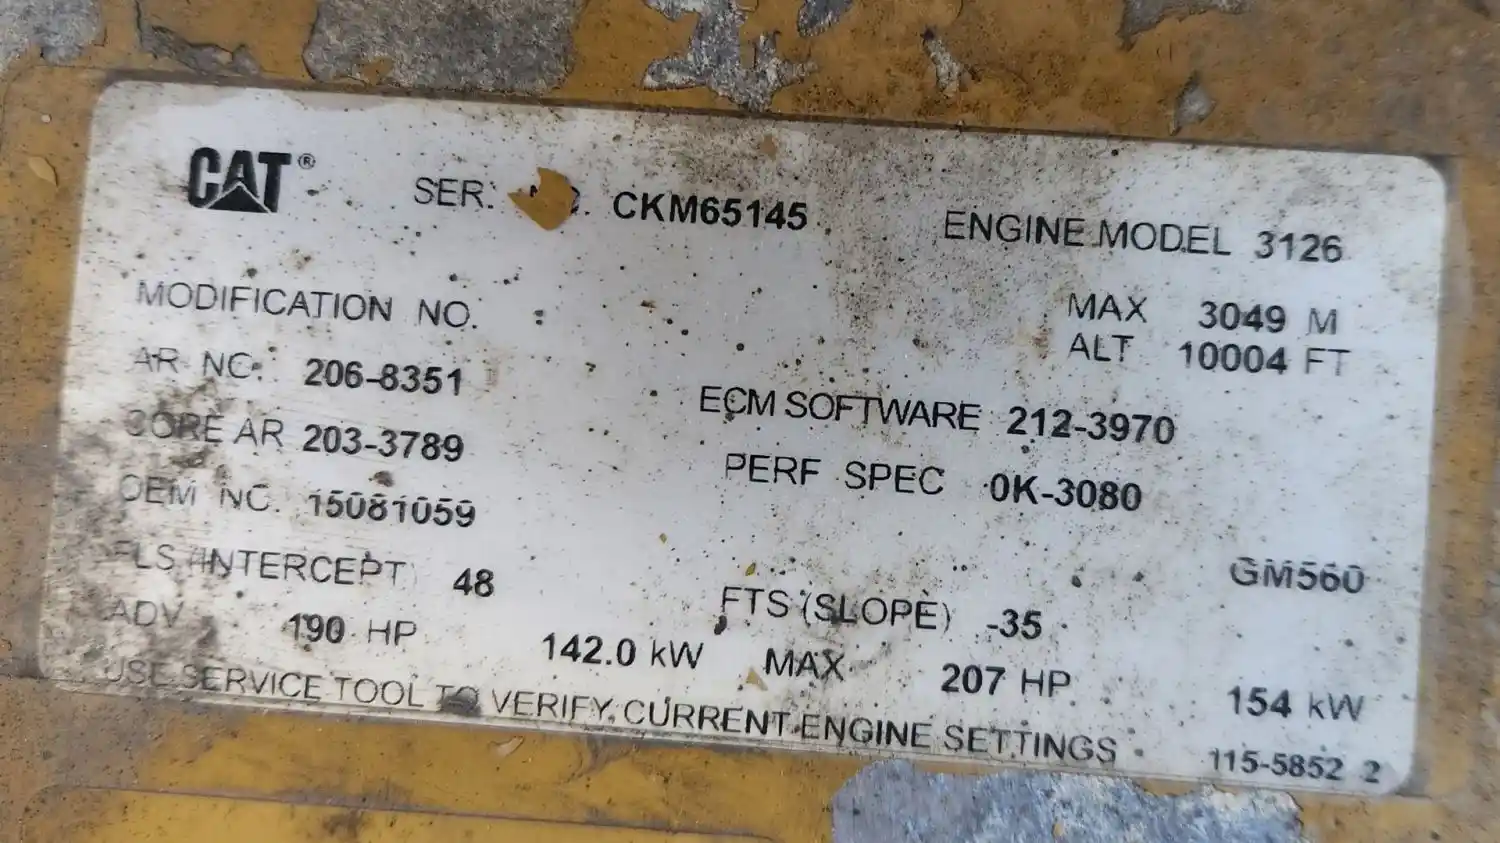 CAT® SER. NO. CKM65145 ENGINE MODEL 3126
MODIFICATION NO. :
MAX 3049 M
ALT 10004 FT
AR NO. 206-8351
ECM SOFTWARE 212-3970
CORE AR 203-3789
PERF SPEC 0K-3080
OEM NO. 15081059
GM560
FLS (INTERCEPT) 48 FTS (SLOPE) -35
ADV 190 HP 142.0 kW MAX 207 HP 154 kW
USE SERVICE TOOL TO VERIFY CURRENT ENGINE SETTINGS 115-5852 2